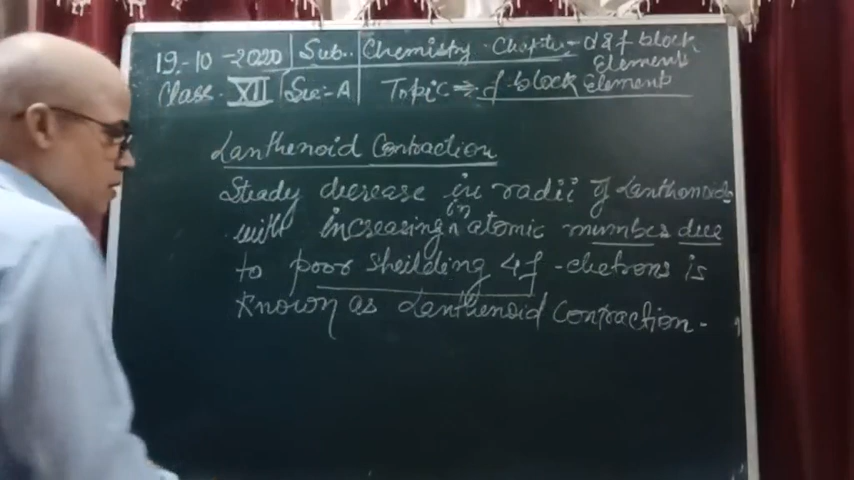 19-10-2020 | Sub.. Chemistry Chapter- d & f block Elements
Class- XII | Sec-A Topic ⇒ f block Element
Lanthenoid Contraction
Steady decrease in radii of Lanthonoids
with increasing in atomic number due
to poor sheilding 4f-eletrons is
known as Lanthenoid Contraction-